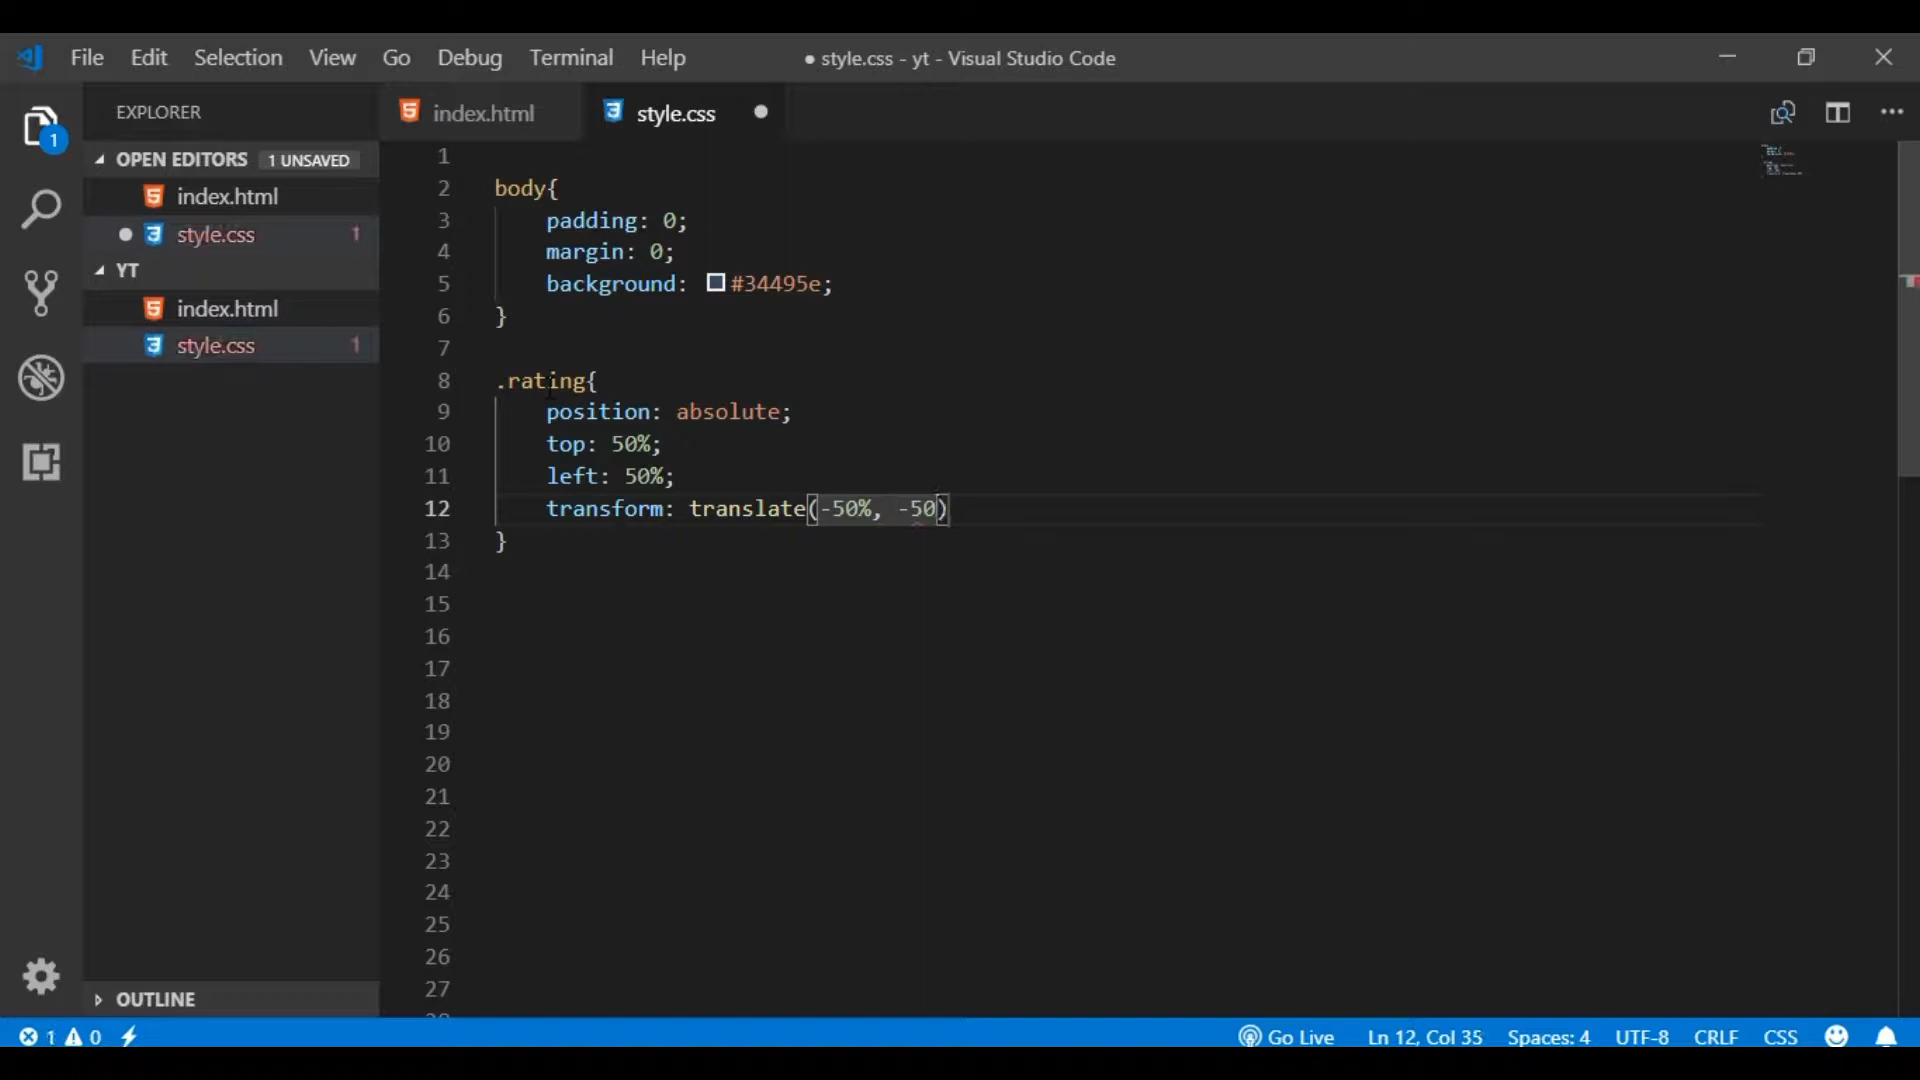 File Edit Selection View Go Debug Terminal Help ● style.css - yt - Visual Studio Code
EXPLORER index.html style.css
OPEN EDITORS 1 UNSAVED
index.html
style.css 1
YT
index.html
style.css 1
OUTLINE
1
1
2 body{
3 padding: 0;
4 margin: 0;
5 background: #34495e;
6 }
7
8 .rating{
9 position: absolute;
10 top: 50%;
11 left: 50%;
12 transform: translate(-50%, -50)
13 }
14
15
16
17
18
19
20
21
22
23
24
25
26
27
1 0 Go Live Ln 12, Col 35 Spaces: 4 UTF-8 CRLF CSS